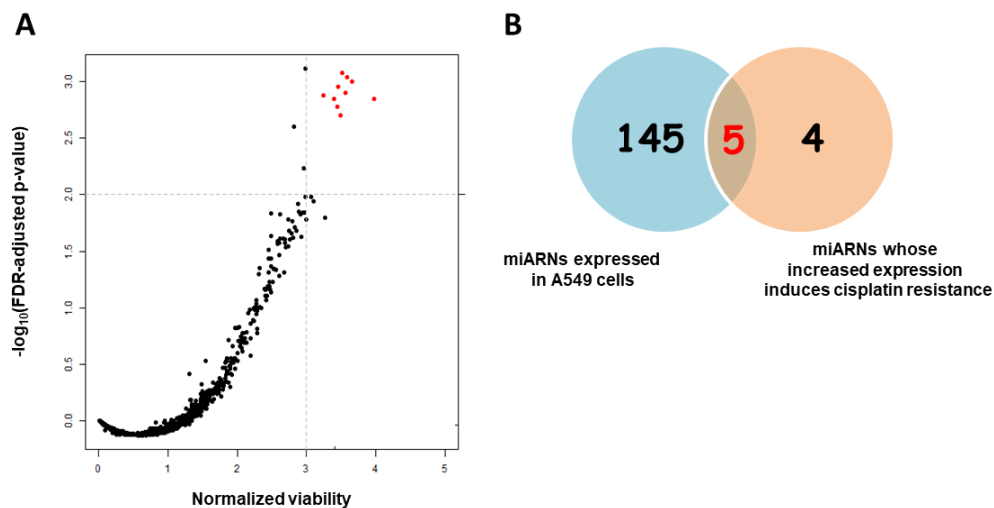 A
B
-log10(FDR-adjusted p-value)
3.0
2.5
2.0
1.5
1.0
0.5
0.0
0 1 2 3 4 5
Normalized viability
145 5 4
miARNs expressed
in A549 cells
miARNs whose
increased expression
induces cisplatin resistance